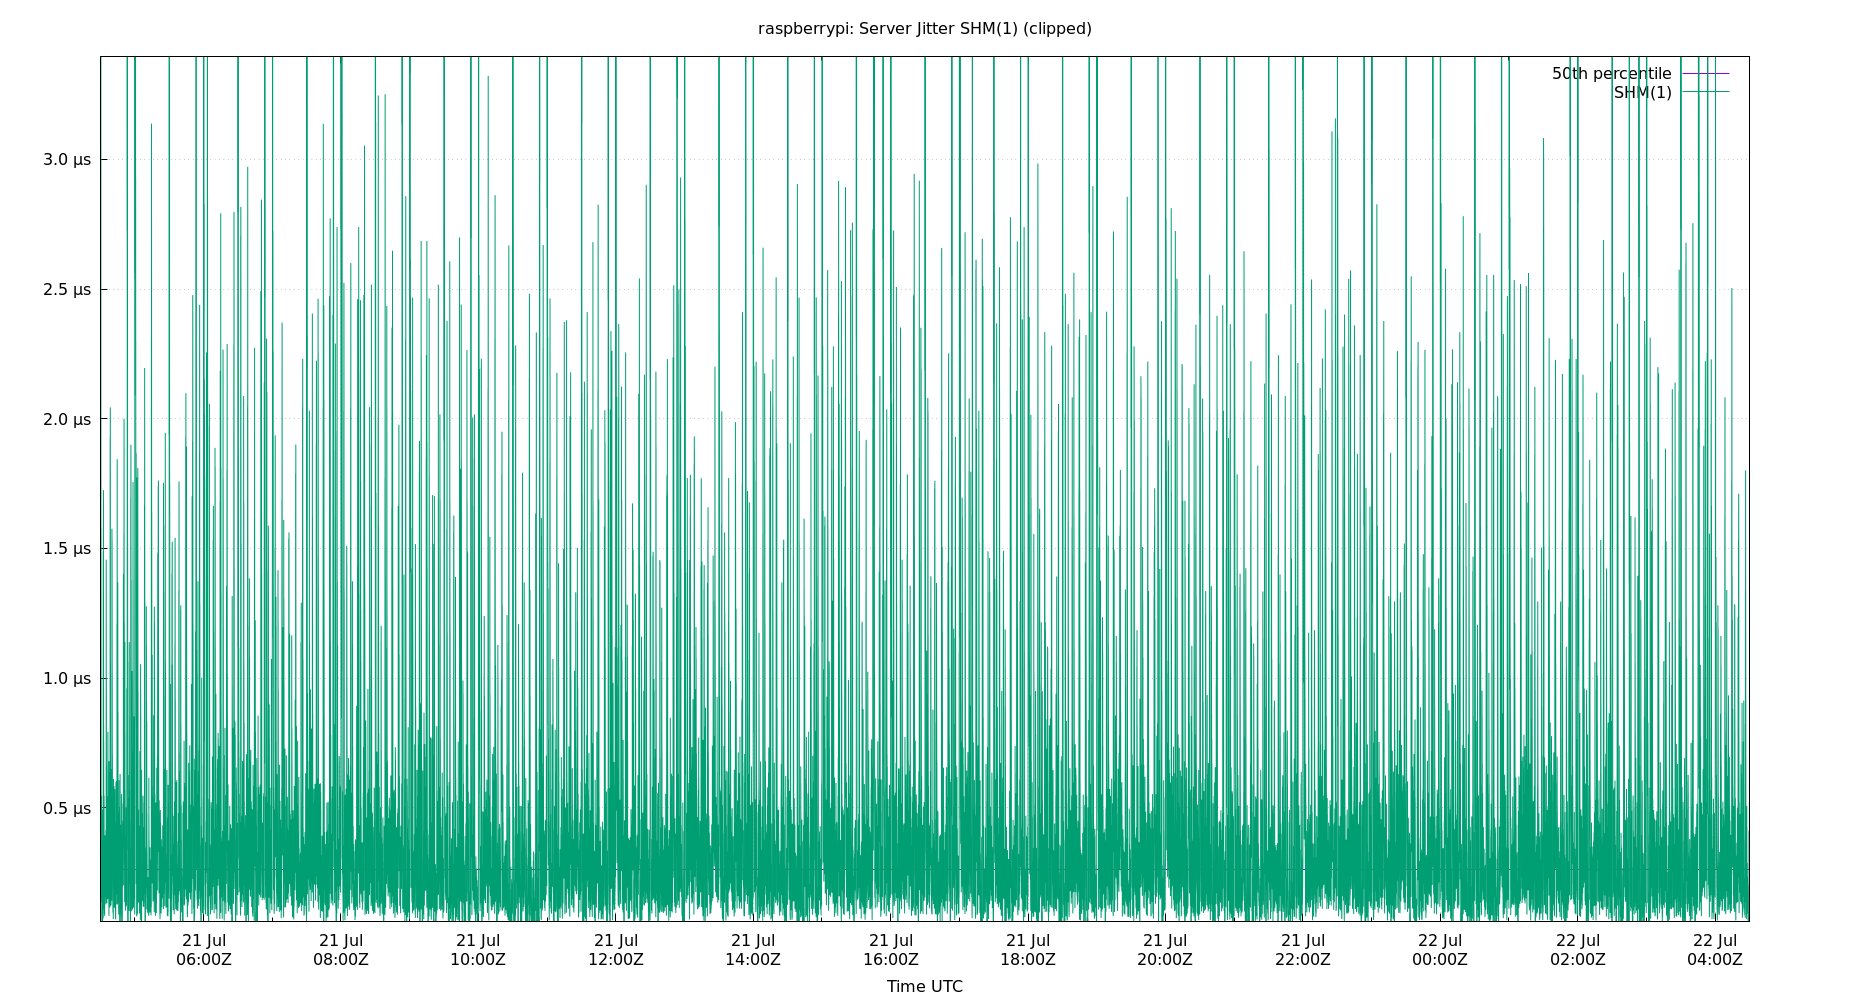 raspberrypi: Server Jitter SHM(1) (clipped)
50th percentile
SHM(1)
3.0 µs
2.5 µs
2.0 µs
1.5 µs
1.0 µs
0.5 µs
21 Jul 21 Jul 21 Jul 21 Jul 21 Jul 21 Jul 21 Jul 21 Jul 21 Jul 22 Jul 22 Jul 22 Jul
06:00Z 08:00Z 10:00Z 12:00Z 14:00Z 16:00Z 18:00Z 20:00Z 22:00Z 00:00Z 02:00Z 04:00Z
Time UTC